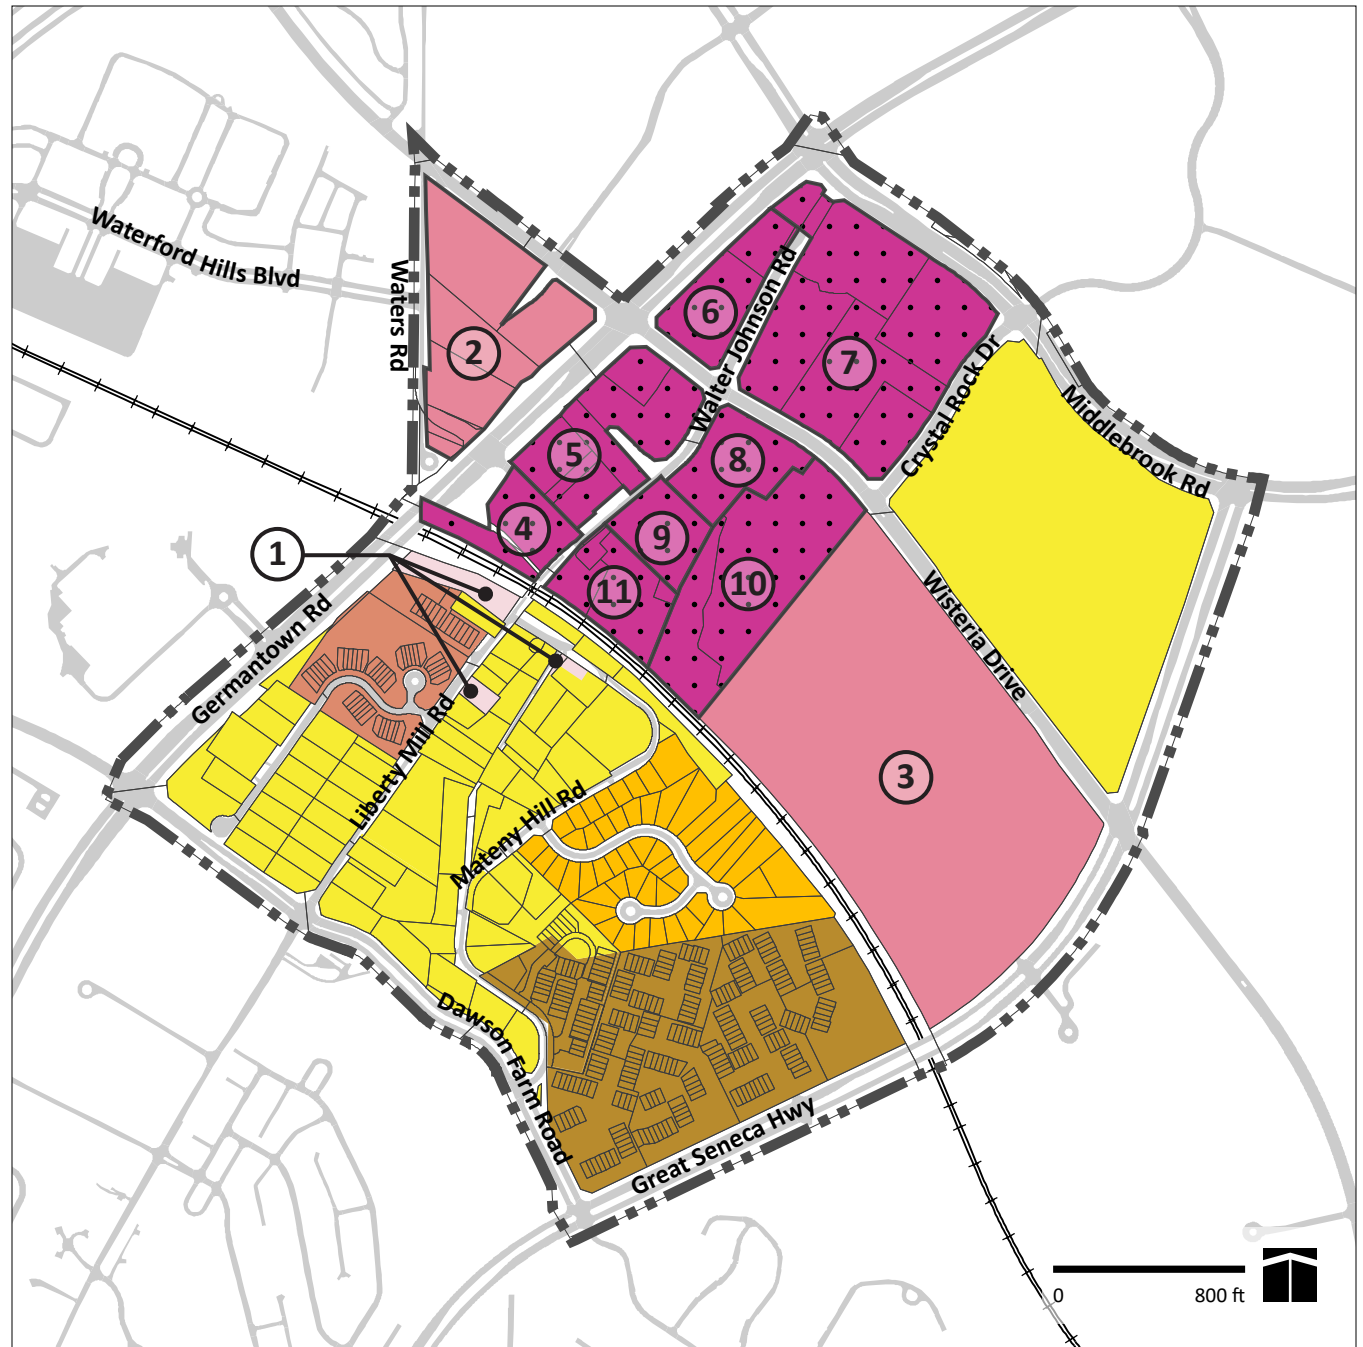 Waterford Hills Blvd
Waters Rd
Walter Johnson Rd
6
2
7
Crystal Rock Dr
Middlebrook Rd
5
8
4
9
1
10
11
Wisteria Drive
Germantown Rd
Liberty Mill Rd
3
Mateny Hill Rd
Dawson Farm Road
Great Seneca Hwy
0
800 ft